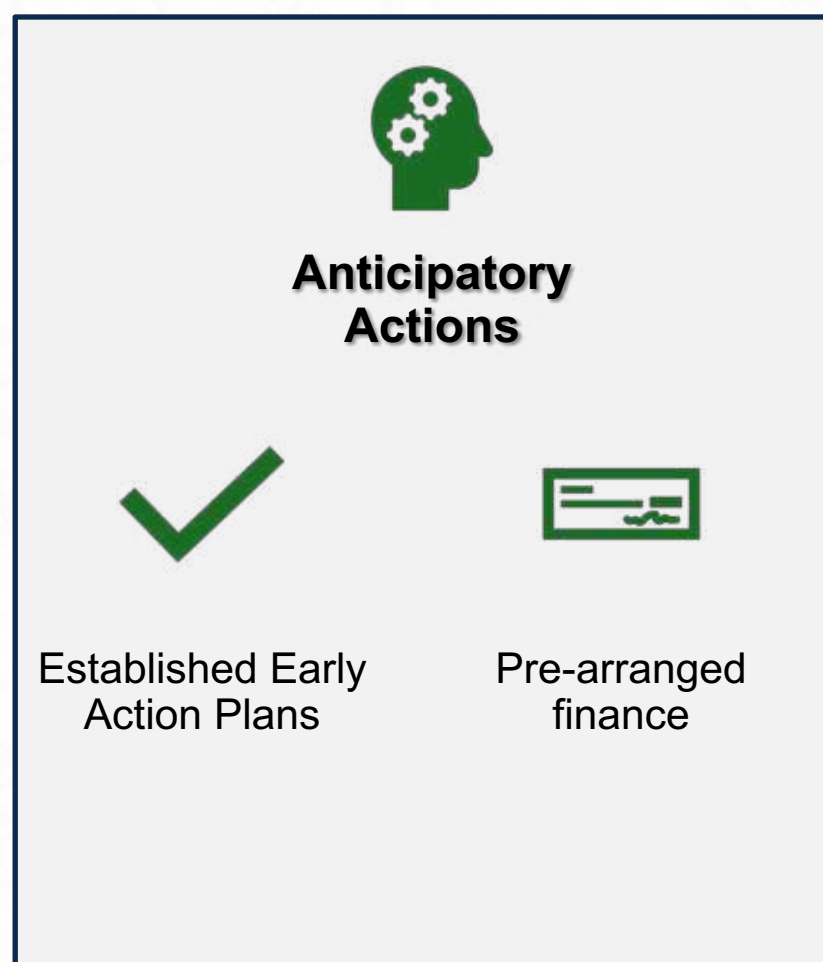 Anticipatory
Actions
Established Early
Action Plans
Pre-arranged
finance